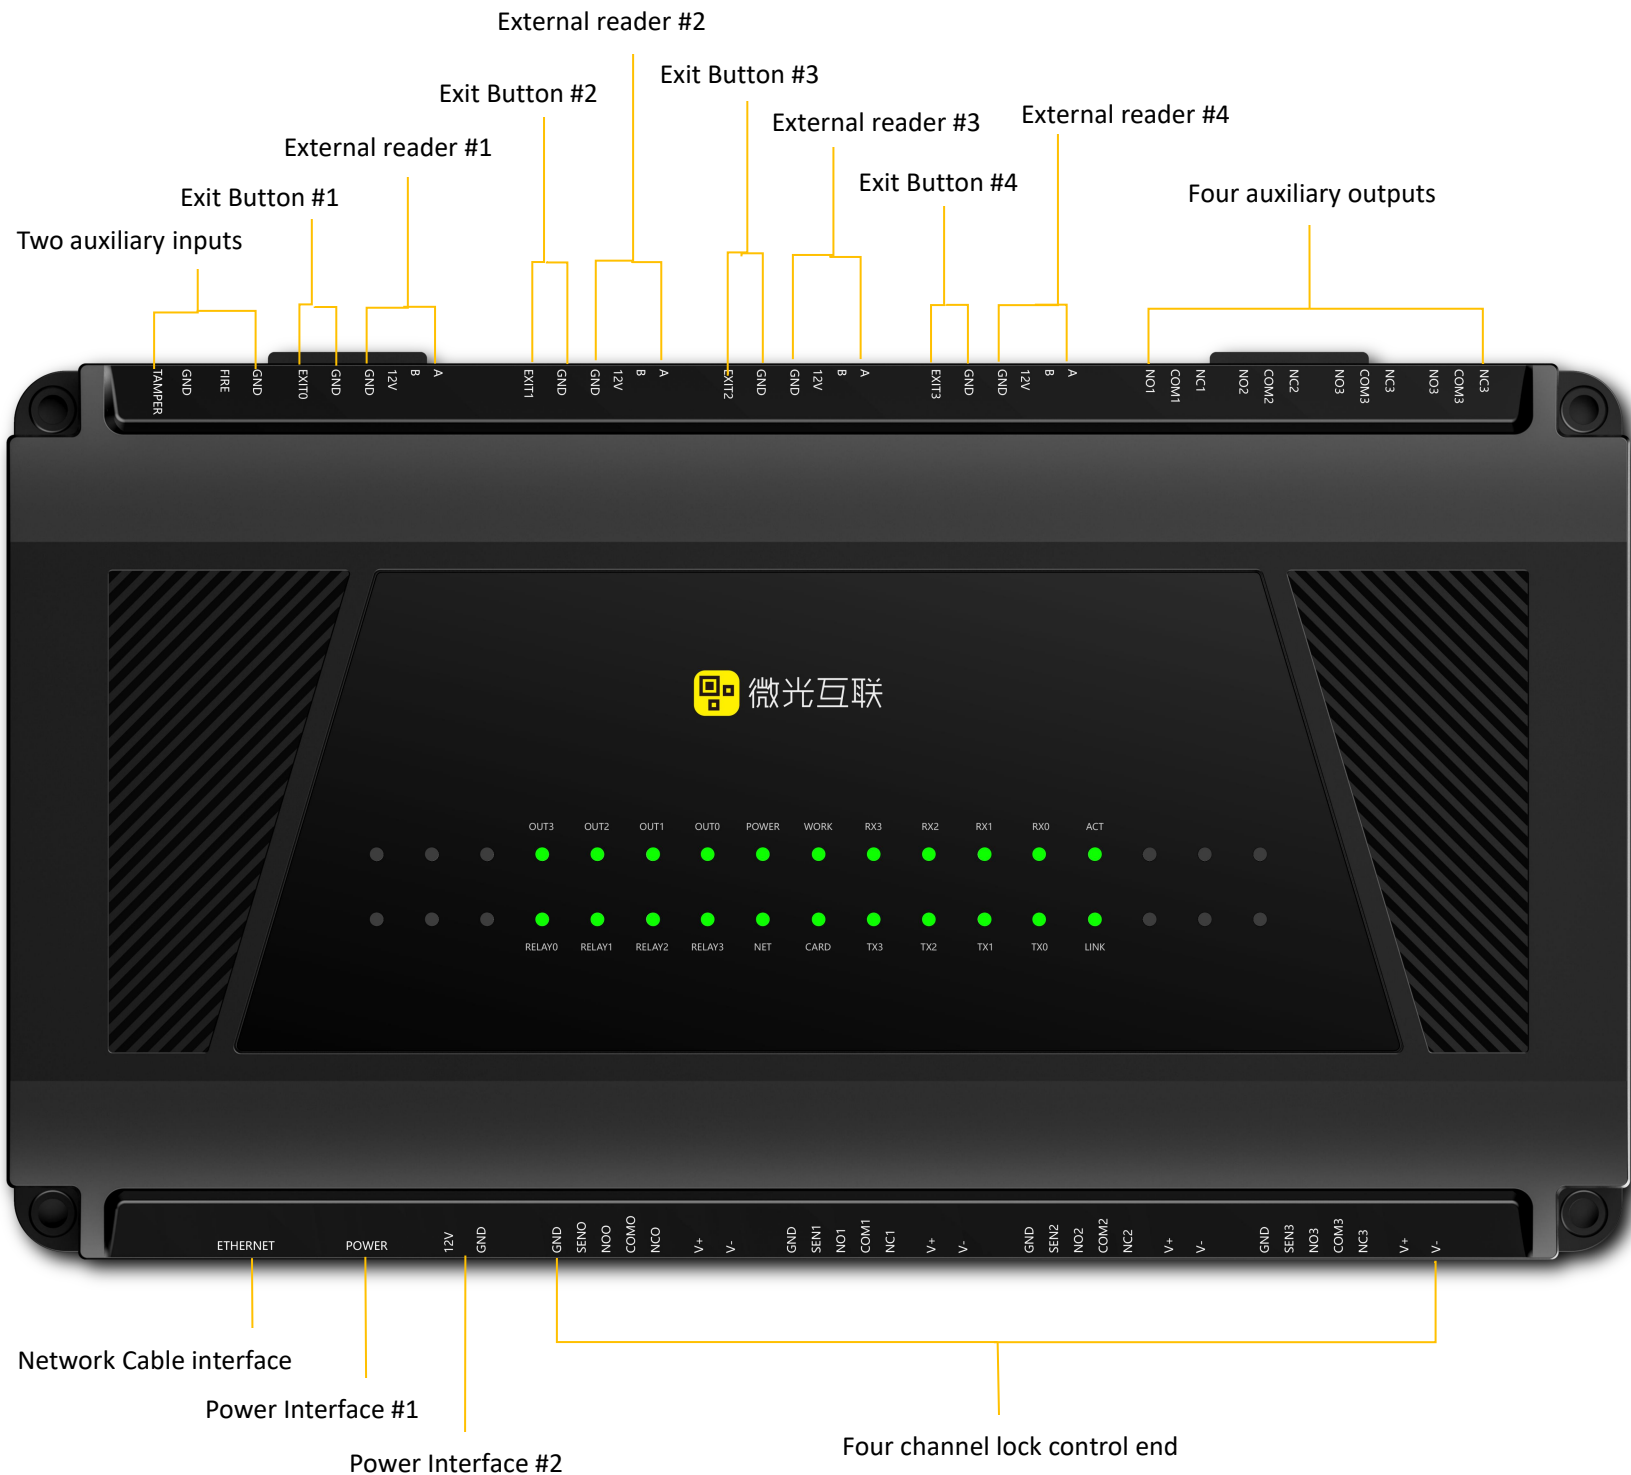 External reader #2
Exit Button #3
Exit Button #2
External reader #4
External reader #3
External reader #1
Exit Button #4
Four auxiliary outputs
Exit Button #1
Two auxiliary inputs
TAMPER GND FIRE GND EXIT0 GND GND 12V B A EXIT1 GND GND 12V B A EXIT2 GND GND 12V B A EXIT3 GND GND 12V B A NO1 COM1 NC1 NO2 COM2 NC2 NO3 COM3 NC3 NO3 COM3 NC3
微光互联
OUT3 OUT2 OUT1 OUT0 POWER WORK RX3 RX2 RX1 RX0 ACT
RELAY0 RELAY1 RELAY2 RELAY3 NET CARD TX3 TX2 TX1 TX0 LINK
ETHERNET POWER 12V GND GND SENO NOO COMO NCO V+ V- GND SEN1 NO1 COM1 NC1 V+ V- GND SEN2 NO2 COM2 NC2 V+ V- GND SEN3 NO3 COM3 NC3 V+ V-
Network Cable interface
Power Interface #1
Four channel lock control end
Power Interface #2